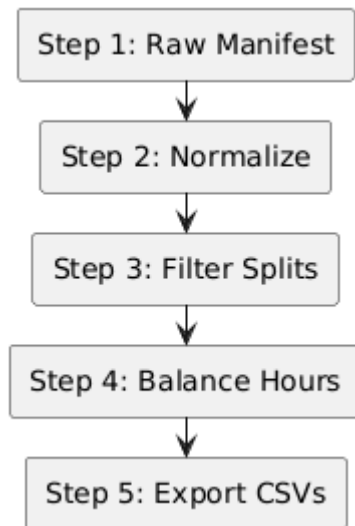 Step 1: Raw Manifest
Step 2: Normalize
Step 3: Filter Splits
Step 4: Balance Hours
Step 5: Export CSVs